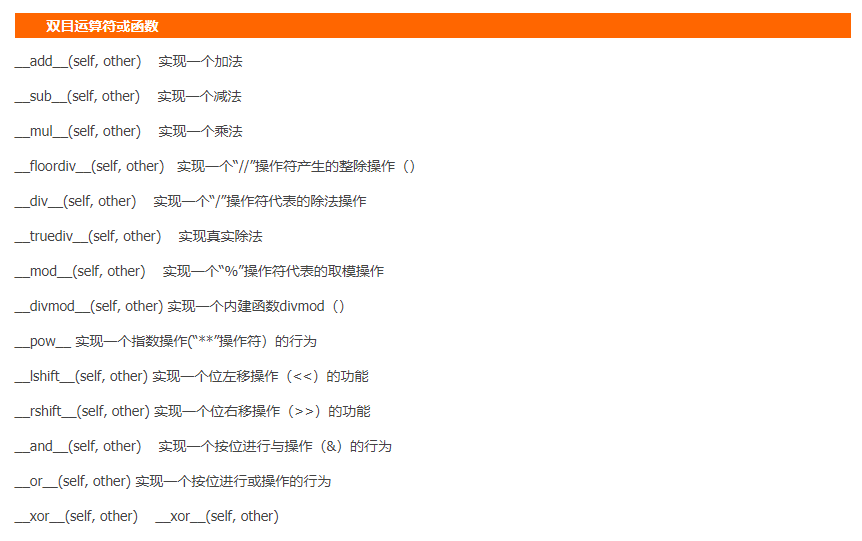 双目运算符或函数
__add__(self, other)    实现一个加法
__sub__(self, other)    实现一个减法
__mul__(self, other)    实现一个乘法
__floordiv__(self, other)   实现一个“//”操作符产生的整除操作（）
__div__(self, other)    实现一个“/”操作符代表的除法操作
__truediv__(self, other)    实现真实除法
__mod__(self, other)    实现一个“%”操作符代表的取模操作
__divmod__(self, other) 实现一个内建函数divmod（）
__pow__ 实现一个指数操作(“**”操作符）的行为
__lshift__(self, other) 实现一个位左移操作（<<）的功能
__rshift__(self, other) 实现一个位右移操作（>>）的功能
__and__(self, other)    实现一个按位进行与操作（&）的行为
__or__(self, other) 实现一个按位进行或操作的行为
__xor__(self, other)    __xor__(self, other)